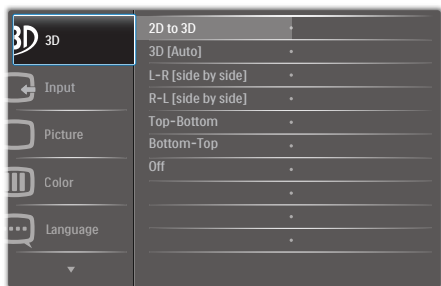 3D 3D
Input
Picture
Color
Language
2D to 3D
3D [Auto]
L-R [side by side]
R-L [side by side]
Top-Bottom
Bottom-Top
Off